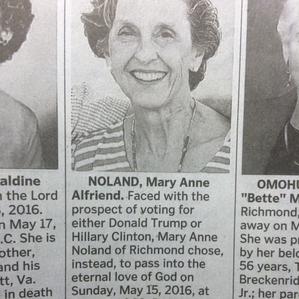 aldine
n the Lord
, 2016.
n May 17,
.C. She is
other,
and his
tt, Va.
in death
NOLAND, Mary Anne
Alfriend. Faced with the
prospect of voting for
either Donald Trump or
Hillary Clinton, Mary Anne
Noland of Richmond chose,
instead, to pass into the
eternal love of God on
Sunday, May 15, 2016, at
OMOHU
"Bette" M
Richmond,
away on M
She was pr
by her belo
56 years, T
Breckenrid
Jr.; her par